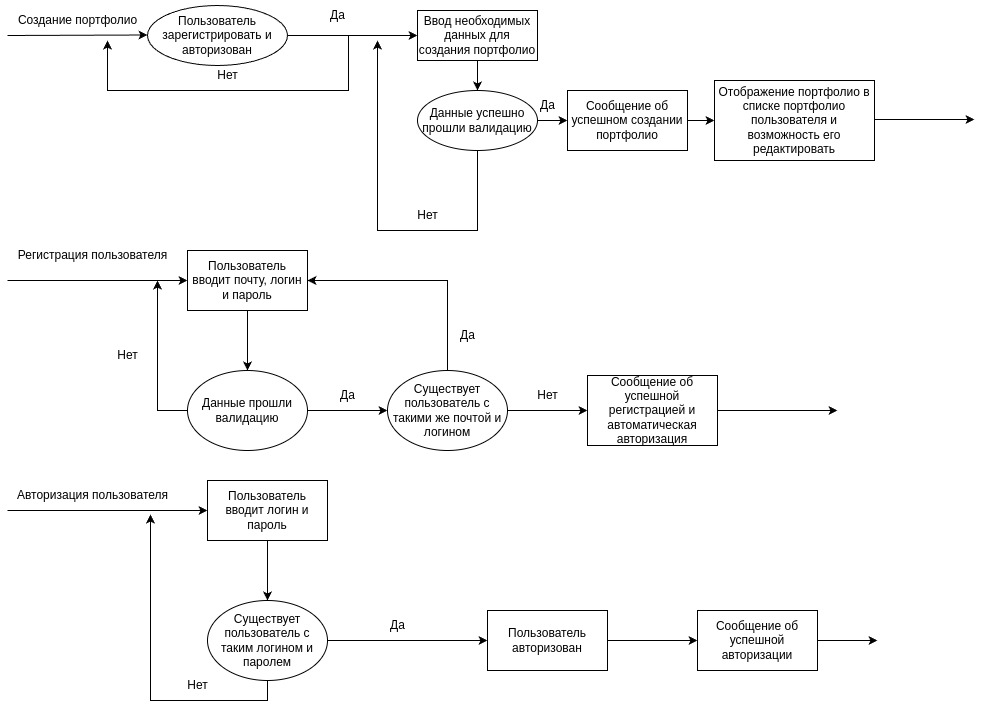 Создание портфолио
Пользователь
зарегистрировать и
авторизован
Да
Нет
Ввод необходимых
данных для
создания портфолио
Данные успешно
прошли валидацию
Да
Нет
Сообщение об
успешном создании
портфолио
Отображение портфолио в
списке портфолио
пользователя и
возможность его
редактировать
Регистрация пользователя
Пользователь
вводит почту, логин
и пароль
Нет
Данные прошли
валидацию
Да
Существует
пользователь с
такими же почтой и
логином
Да
Нет
Сообщение об
успешной
регистрацией и
автоматическая
авторизация
Авторизация пользователя
Пользователь
вводит логин и
пароль
Существует
пользователь с
таким логином и
паролем
Нет
Да
Пользователь
авторизован
Сообщение об
успешной
авторизации